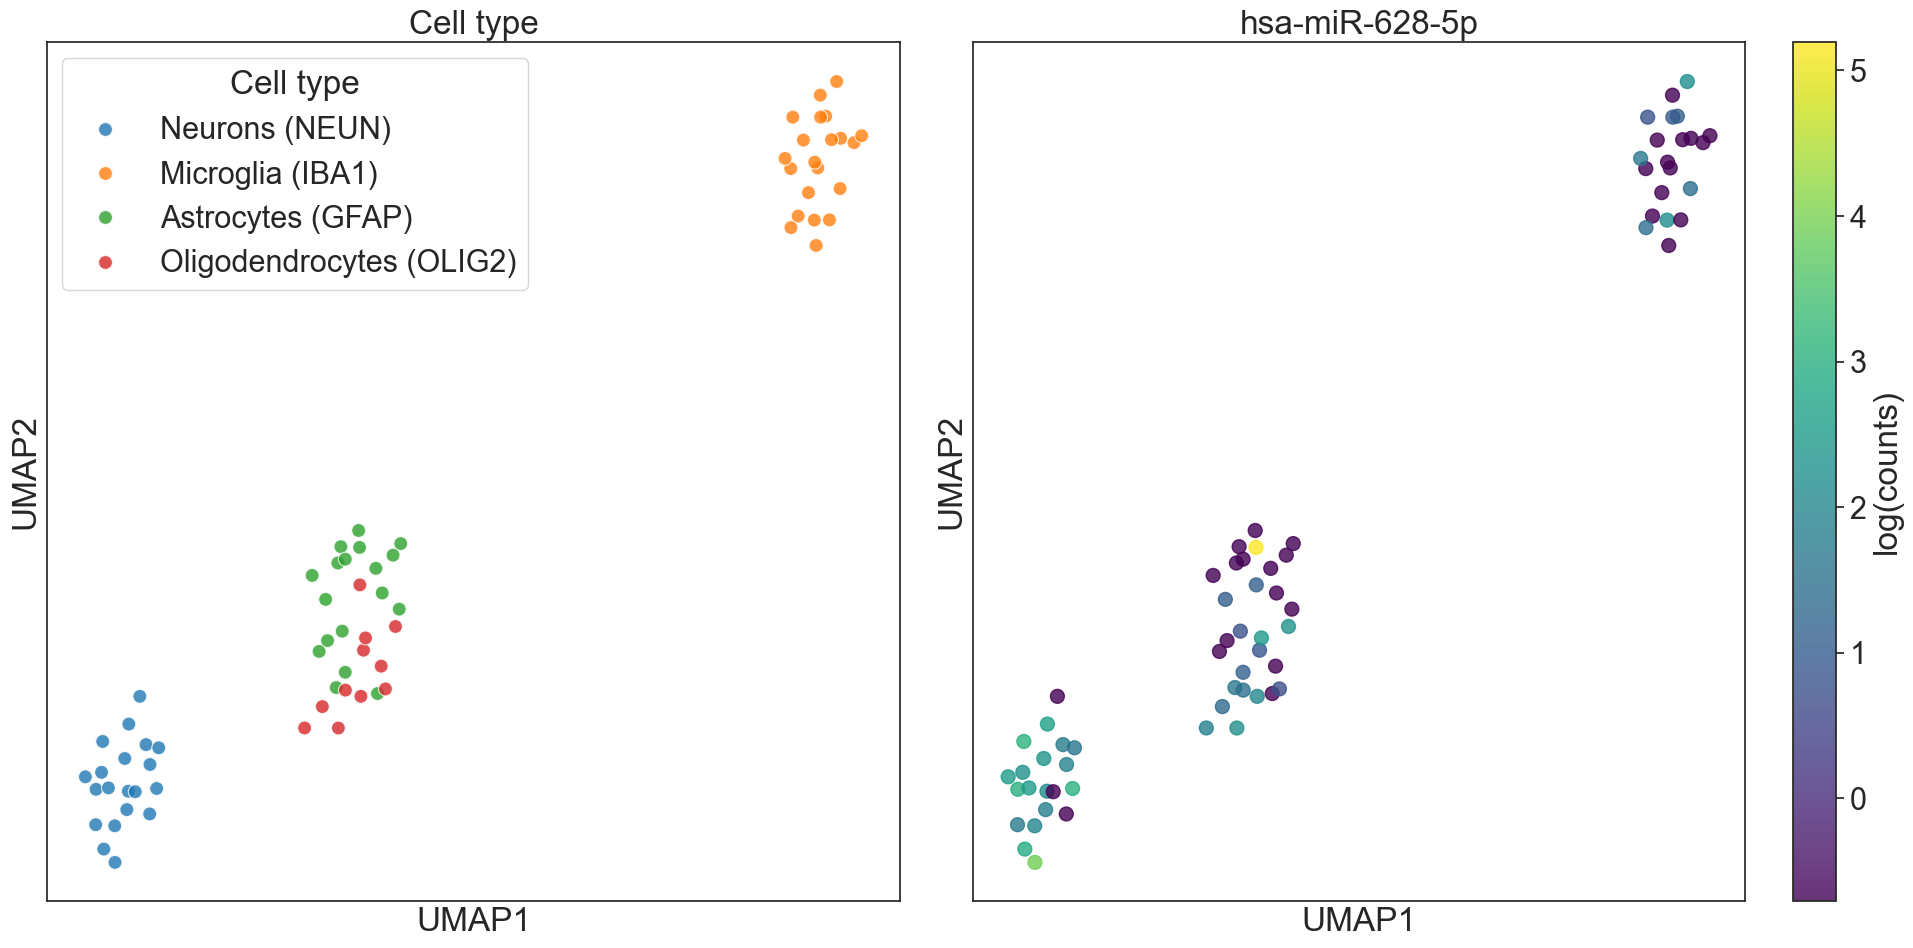 Cell type
Cell type
Neurons (NEUN)
Microglia (IBA1)
Astrocytes (GFAP)
Oligodendrocytes (OLIG2)
UMAP2
UMAP1
hsa-miR-628-5p
UMAP2
UMAP1
5
4
3
2
1
0
log(counts)